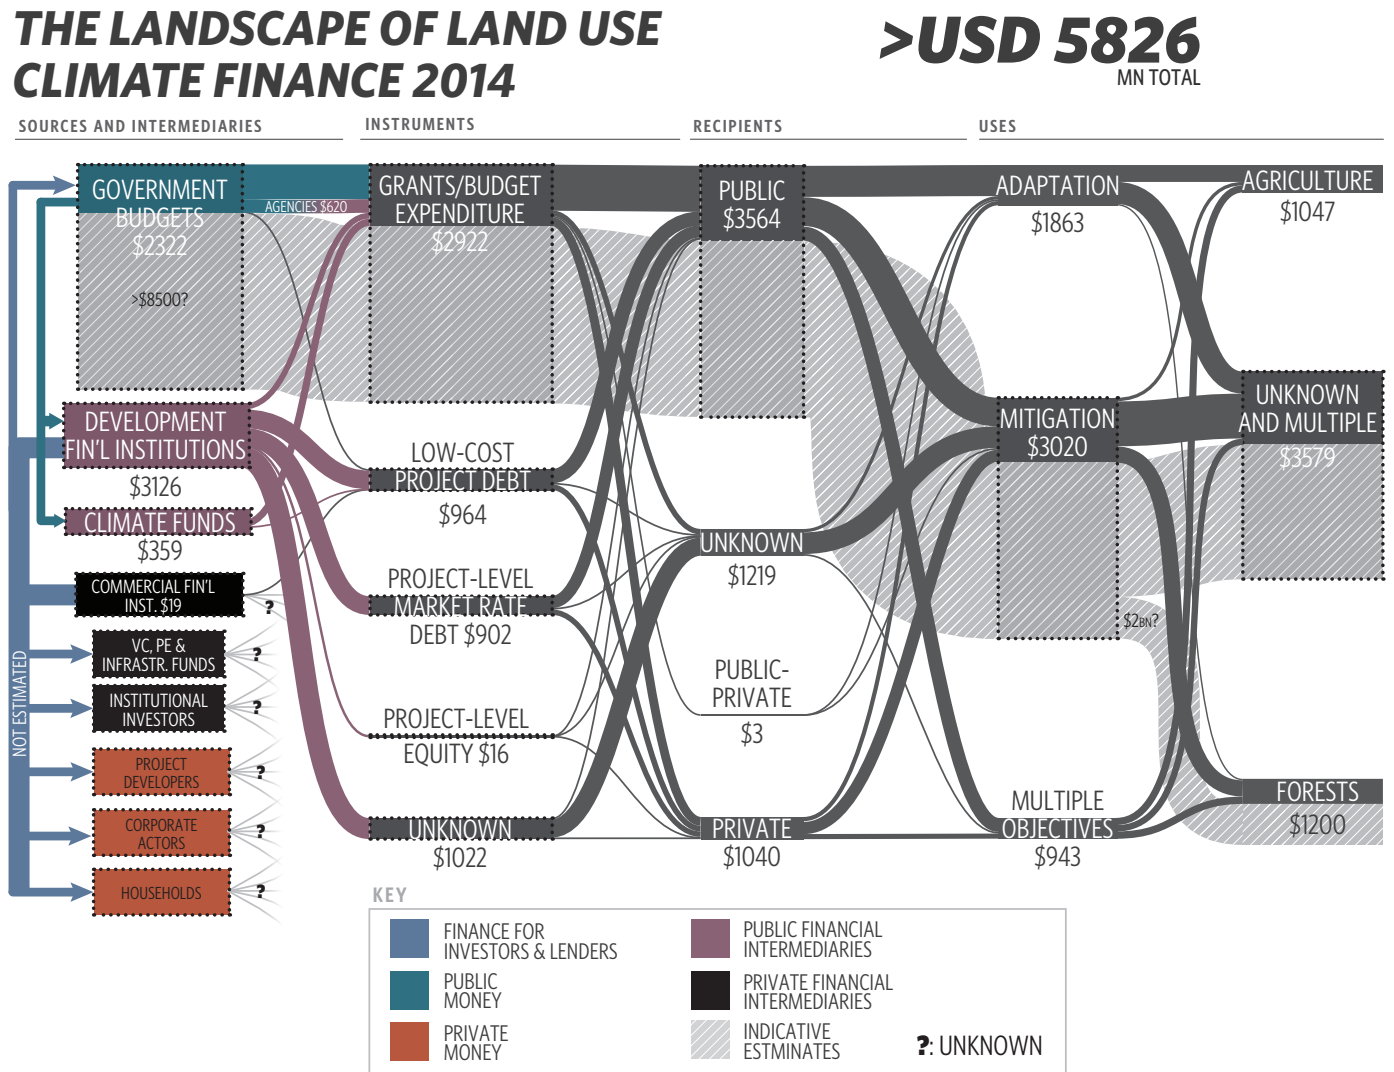 THE LANDSCAPE OF LAND USE
CLIMATE FINANCE 2014
>USD 5826
MN TOTAL
SOURCES AND INTERMEDIARIES
INSTRUMENTS
RECIPIENTS
USES
GOVERNMENT
BUDGETS
$2322
>$8500?
AGENCIES $620
DEVELOPMENT
FIN'L INSTITUTIONS
$3126
CLIMATE FUNDS
$359
COMMERCIAL FIN'L
INST. $19
?
VC, PE &
INFRASTR. FUNDS
?
INSTITUTIONAL
INVESTORS
?
PROJECT
DEVELOPERS
?
CORPORATE
ACTORS
?
HOUSEHOLDS
?
NOT ESTIMATED
GRANTS/BUDGET
EXPENDITURE
$2922
LOW-COST
PROJECT DEBT
$964
PROJECT-LEVEL
MARKET RATE
DEBT $902
PROJECT-LEVEL
EQUITY $16
UNKNOWN
$1022
PUBLIC
$3564
UNKNOWN
$1219
PUBLIC-
PRIVATE
$3
PRIVATE
$1040
ADAPTATION
$1863
MITIGATION
$3020
$2BN?
MULTIPLE
OBJECTIVES
$943
AGRICULTURE
$1047
UNKNOWN
AND MULTIPLE
$3579
FORESTS
$1200
KEY
FINANCE FOR
INVESTORS & LENDERS
PUBLIC
MONEY
PRIVATE
MONEY
PUBLIC FINANCIAL
INTERMEDIARIES
PRIVATE FINANCIAL
INTERMEDIARIES
INDICATIVE
ESTMINATES
?: UNKNOWN